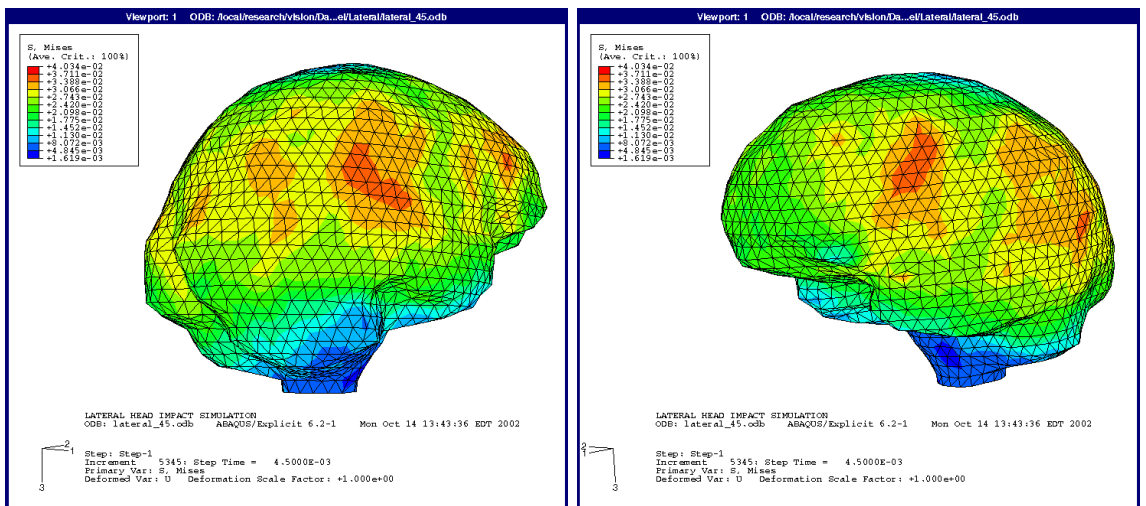 Viewport: 1 ODB: /local/research/vision/Da...el/Lateral/lateral_45.odb
S, Mises
(Ave. Crit.: 100%)
+4.034e-02
+3.711e-02
+3.388e-02
+3.066e-02
+2.743e-02
+2.420e-02
+2.098e-02
+1.775e-02
+1.452e-02
+1.130e-02
+8.072e-03
+4.845e-03
+1.619e-03
LATERAL HEAD IMPACT SIMULATION
ODB: lateral_45.odb ABAQUS/Explicit 6.2-1 Mon Oct 14 13:43:36 EDT 2002
2
1
3
Step: Step-1
Increment 5345: Step Time = 4.5000E-03
Primary Var: S, Mises
Deformed Var: U Deformation Scale Factor: +1.000e+00
Viewport: 1 ODB: /local/research/vision/Da...el/Lateral/lateral_45.odb
S, Mises
(Ave. Crit.: 100%)
+4.034e-02
+3.711e-02
+3.388e-02
+3.066e-02
+2.743e-02
+2.420e-02
+2.098e-02
+1.775e-02
+1.452e-02
+1.130e-02
+8.072e-03
+4.845e-03
+1.619e-03
LATERAL HEAD IMPACT SIMULATION
ODB: lateral_45.odb ABAQUS/Explicit 6.2-1 Mon Oct 14 13:43:36 EDT 2002
2
1
3
Step: Step-1
Increment 5345: Step Time = 4.5000E-03
Primary Var: S, Mises
Deformed Var: U Deformation Scale Factor: +1.000e+00